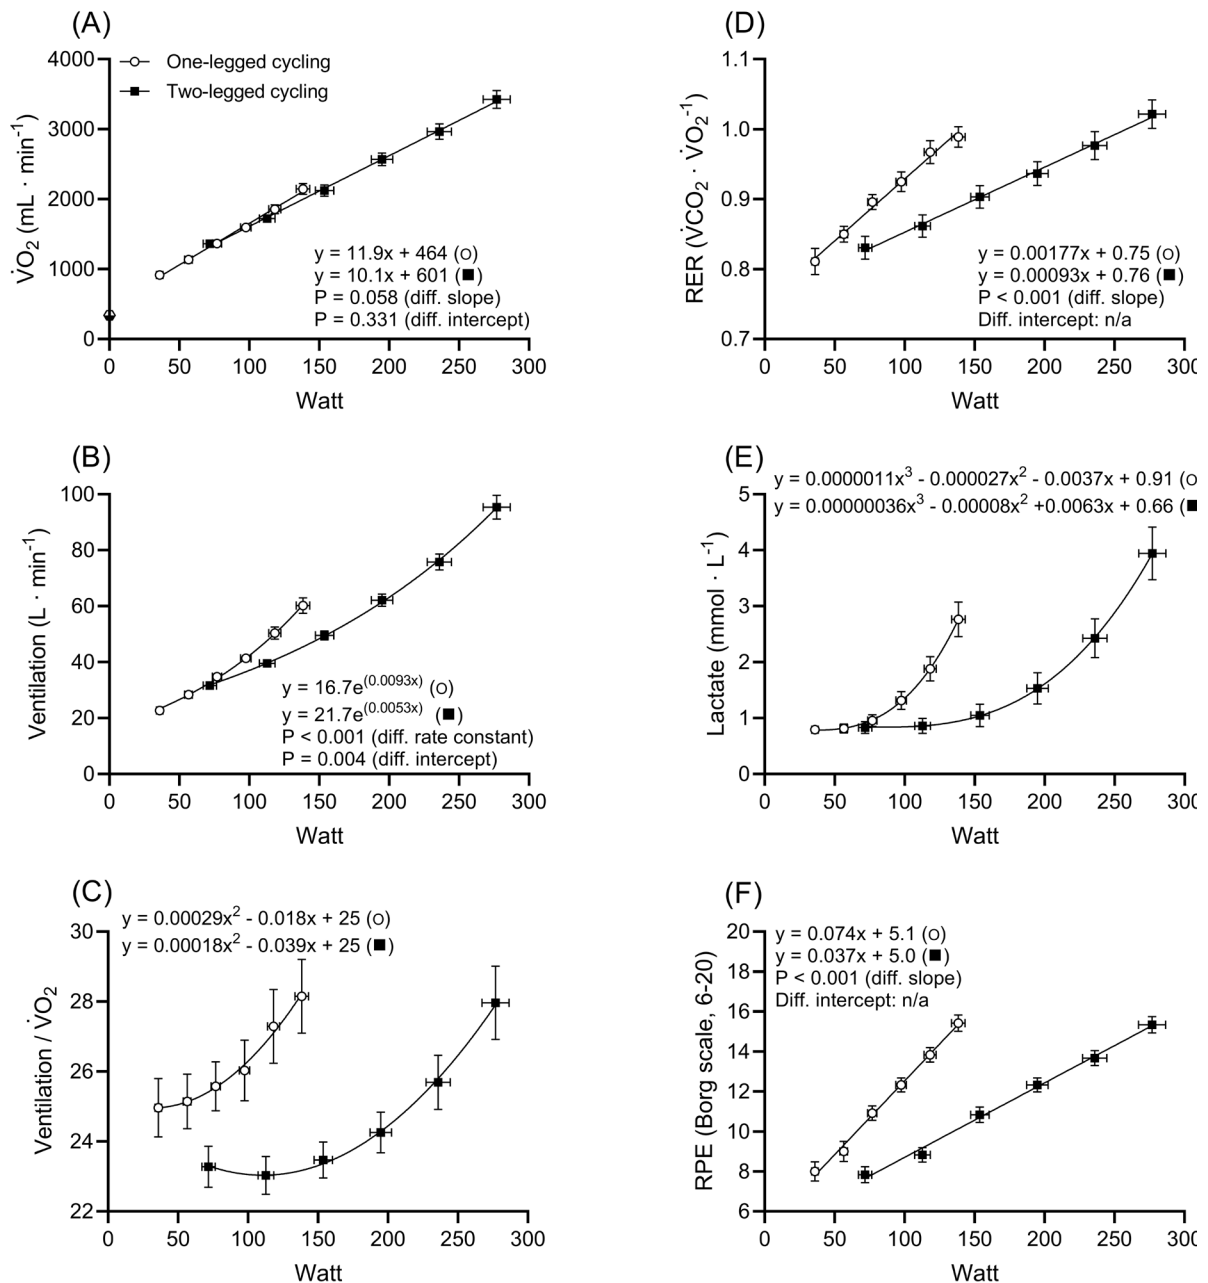 (A)
4000
3000
2000
1000
0
V̇O₂ (mL · min⁻¹)
One-legged cycling
Two-legged cycling
y = 11.9x + 464 (○)
y = 10.1x + 601 (■)
P = 0.058 (diff. slope)
P = 0.331 (diff. intercept)
0 50 100 150 200 250 300
Watt
(D)
1.1
1.0
0.9
0.8
0.7
RER (V̇CO₂ · V̇O₂⁻¹)
y = 0.00177x + 0.75 (○)
y = 0.00093x + 0.76 (■)
P < 0.001 (diff. slope)
Diff. intercept: n/a
0 50 100 150 200 250 300
Watt
(B)
100
80
60
40
20
0
Ventilation (L · min⁻¹)
y = 16.7e(0.0093x) (○)
y = 21.7e(0.0053x) (■)
P < 0.001 (diff. rate constant)
P = 0.004 (diff. intercept)
0 50 100 150 200 250 300
Watt
(E)
y = 0.0000011x³ - 0.000027x² - 0.0037x + 0.91 (○
y = 0.00000036x³ - 0.00008x² +0.0063x + 0.66 (■
5
4
3
2
1
0
Lactate (mmol · L⁻¹)
0 50 100 150 200 250 300
Watt
(C)
y = 0.00029x² - 0.018x + 25 (○)
y = 0.00018x² - 0.039x + 25 (■)
30
28
26
24
22
Ventilation / V̇O₂
0 50 100 150 200 250 300
Watt
(F)
20
18
16
14
12
10
8
6
RPE (Borg scale, 6-20)
y = 0.074x + 5.1 (○)
y = 0.037x + 5.0 (■)
P < 0.001 (diff. slope)
Diff. intercept: n/a
0 50 100 150 200 250 300
Watt